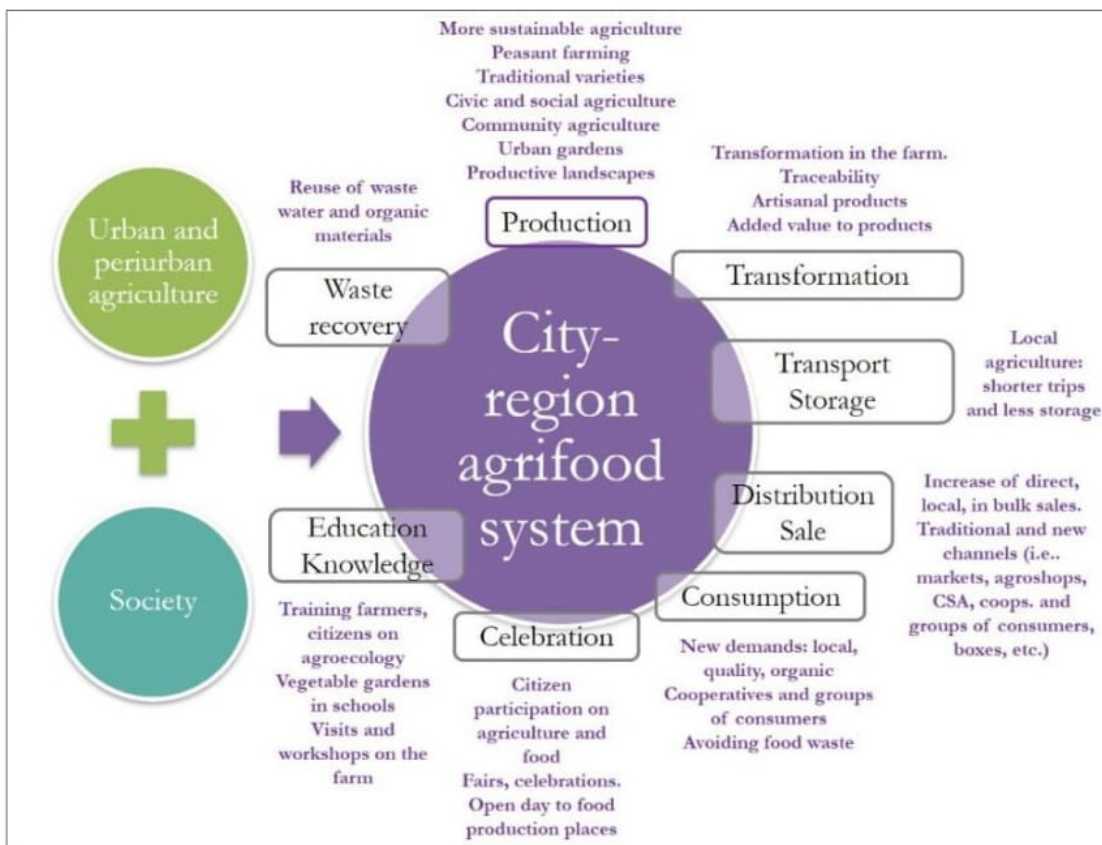 More sustainable agriculture
Peasant farming
Traditional varieties
Civic and social agriculture
Community agriculture
Urban gardens
Productive landscapes
Production
Transformation in the farm.
Traceability
Artisanal products
Added value to products
Transformation
Local
agriculture:
shorter trips
and less storage
Transport
Storage
Increase of direct,
local, in bulk sales.
Traditional and new
channels (i.e..
markets, agroshops,
CSA, coops. and
groups of consumers,
boxes, etc.)
Distribution
Sale
Consumption
New demands: local,
quality, organic
Cooperatives and groups
of consumers
Avoiding food waste
Celebration
Citizen
participation on
agriculture and
food
Fairs, celebrations.
Open day to food
production places
Education
Knowledge
Training farmers,
citizens on
agroecology
Vegetable gardens
in schools
Visits and
workshops on the
farm
Reuse of waste
water and organic
materials
Waste
recovery
Urban and
periurban
agriculture
Society
City-
region
agrifood
system